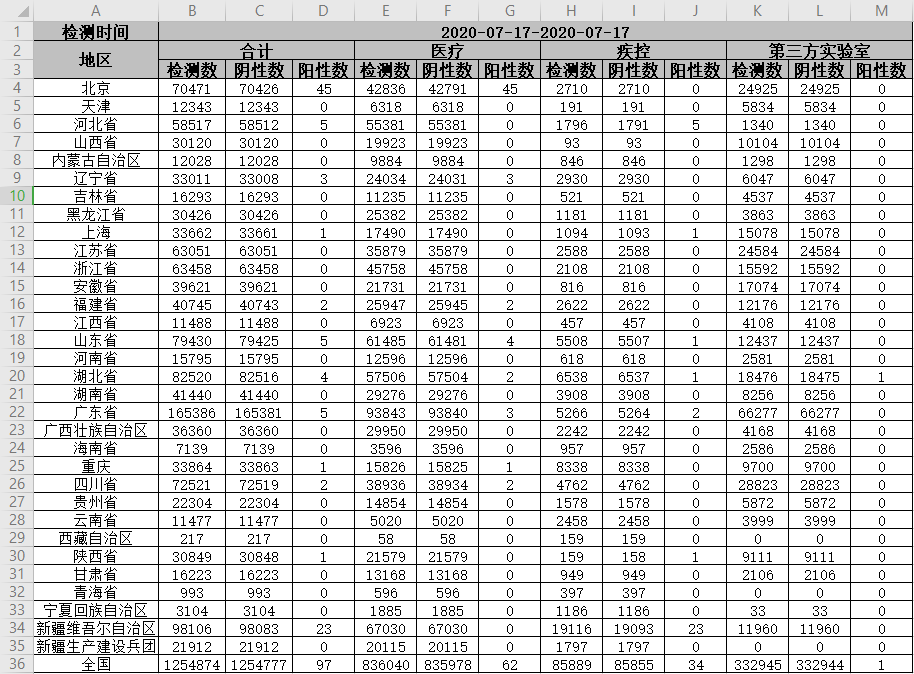 A B C D E F G H I J K L M
1 检测时间 2020-07-17-2020-07-17
2 地区 合计 医疗 疾控 第三方实验室
3 检测数 阴性数 阳性数 检测数 阴性数 阳性数 检测数 阴性数 阳性数 检测数 阴性数 阳性数
4 北京 70471 70426 45 42836 42791 45 2710 2710 0 24925 24925 0
5 天津 12343 12343 0 6318 6318 0 191 191 0 5834 5834 0
6 河北省 58517 58512 5 55381 55381 0 1796 1791 5 1340 1340 0
7 山西省 30120 30120 0 19923 19923 0 93 93 0 10104 10104 0
8 内蒙古自治区 12028 12028 0 9884 9884 0 846 846 0 1298 1298 0
9 辽宁省 33011 33008 3 24034 24031 3 2930 2930 0 6047 6047 0
10 吉林省 16293 16293 0 11235 11235 0 521 521 0 4537 4537 0
11 黑龙江省 30426 30426 0 25382 25382 0 1181 1181 0 3863 3863 0
12 上海 33662 33661 1 17490 17490 0 1094 1093 1 15078 15078 0
13 江苏省 63051 63051 0 35879 35879 0 2588 2588 0 24584 24584 0
14 浙江省 63458 63458 0 45758 45758 0 2108 2108 0 15592 15592 0
15 安徽省 39621 39621 0 21731 21731 0 816 816 0 17074 17074 0
16 福建省 40745 40743 2 25947 25945 2 2622 2622 0 12176 12176 0
17 江西省 11488 11488 0 6923 6923 0 457 457 0 4108 4108 0
18 山东省 79430 79425 5 61485 61481 4 5508 5507 1 12437 12437 0
19 河南省 15795 15795 0 12596 12596 0 618 618 0 2581 2581 0
20 湖北省 82520 82516 4 57506 57504 2 6538 6537 1 18476 18475 1
21 湖南省 41440 41440 0 29276 29276 0 3908 3908 0 8256 8256 0
22 广东省 165386 165381 5 93843 93840 3 5266 5264 2 66277 66277 0
23 广西壮族自治区 36360 36360 0 29950 29950 0 2242 2242 0 4168 4168 0
24 海南省 7139 7139 0 3596 3596 0 957 957 0 2586 2586 0
25 重庆 33864 33863 1 15826 15825 1 8338 8338 0 9700 9700 0
26 四川省 72521 72519 2 38936 38934 2 4762 4762 0 28823 28823 0
27 贵州省 22304 22304 0 14854 14854 0 1578 1578 0 5872 5872 0
28 云南省 11477 11477 0 5020 5020 0 2458 2458 0 3999 3999 0
29 西藏自治区 217 217 0 58 58 0 159 159 0 0 0 0
30 陕西省 30849 30848 1 21579 21579 0 159 158 1 9111 9111 0
31 甘肃省 16223 16223 0 13168 13168 0 949 949 0 2106 2106 0
32 青海省 993 993 0 596 596 0 397 397 0 0 0 0
33 宁夏回族自治区 3104 3104 0 1885 1885 0 1186 1186 0 33 33 0
34 新疆维吾尔自治区 98106 98083 23 67030 67030 0 19116 19093 23 11960 11960 0
35 新疆生产建设兵团 21912 21912 0 20115 20115 0 1797 1797 0 0 0 0
36 全国 1254874 1254777 97 836040 835978 62 85889 85855 34 332945 332944 1